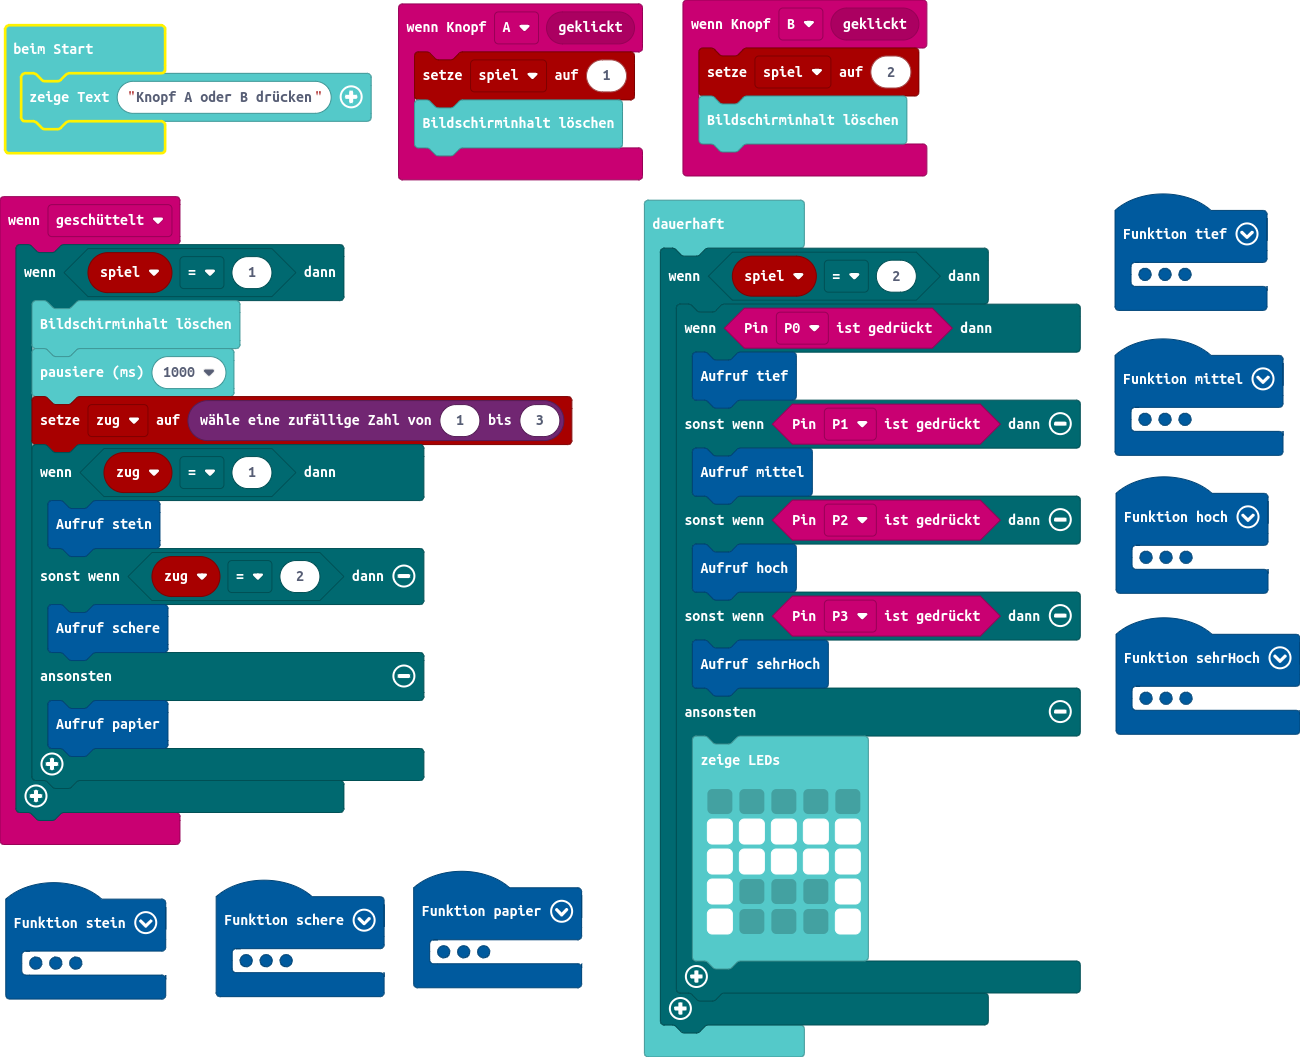 beim Start
zeige Text "Knopf A oder B drücken"
wenn Knopf A geklickt
setze spiel auf 1
Bildschirminhalt löschen
wenn Knopf B geklickt
setze spiel auf 2
Bildschirminhalt löschen
wenn geschüttelt
wenn spiel = 1 dann
Bildschirminhalt löschen
pausiere (ms) 1000
setze zug auf wähle eine zufällige Zahl von 1 bis 3
wenn zug = 1 dann
Aufruf stein
sonst wenn zug = 2 dann
Aufruf schere
ansonsten
Aufruf papier
dauerhaft
wenn spiel = 2 dann
wenn Pin P0 ist gedrückt dann
Aufruf tief
sonst wenn Pin P1 ist gedrückt dann
Aufruf mittel
sonst wenn Pin P2 ist gedrückt dann
Aufruf hoch
sonst wenn Pin P3 ist gedrückt dann
Aufruf sehrHoch
ansonsten
zeige LEDs
Funktion tief
Funktion mittel
Funktion hoch
Funktion sehrHoch
Funktion stein
Funktion schere
Funktion papier